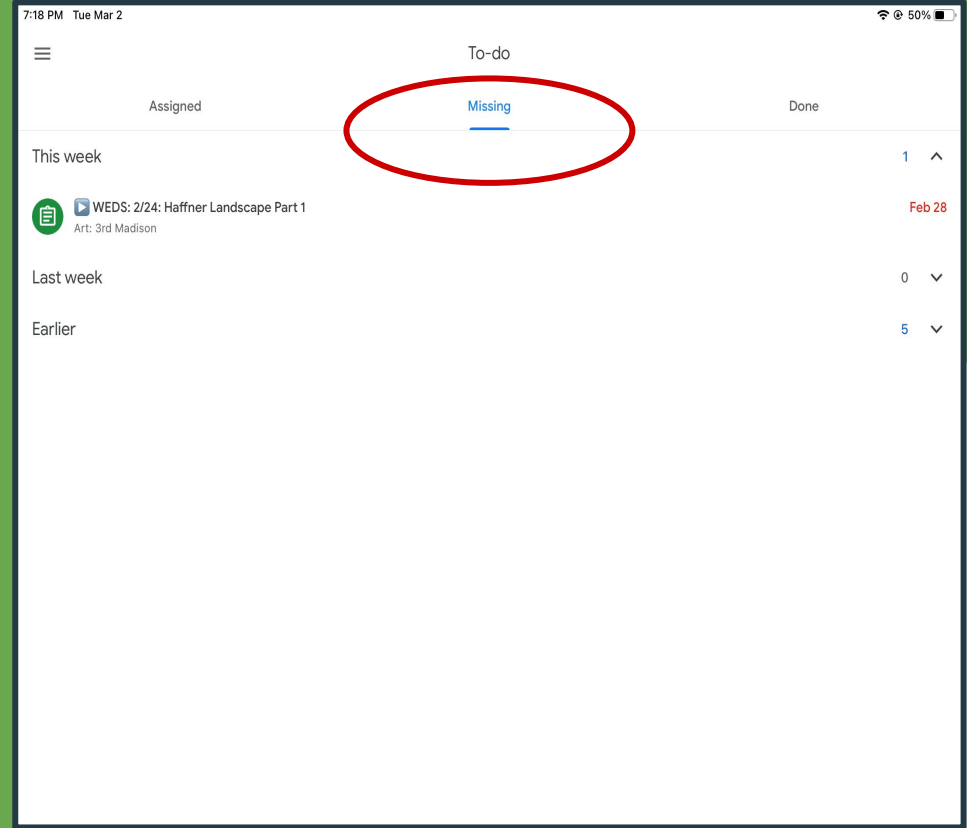 7:18 PM Tue Mar 2 50%
To-do
Assigned Missing Done
This week 1
WEDS: 2/24: Haffner Landscape Part 1 Feb 28
Art: 3rd Madison
Last week 0
Earlier 5